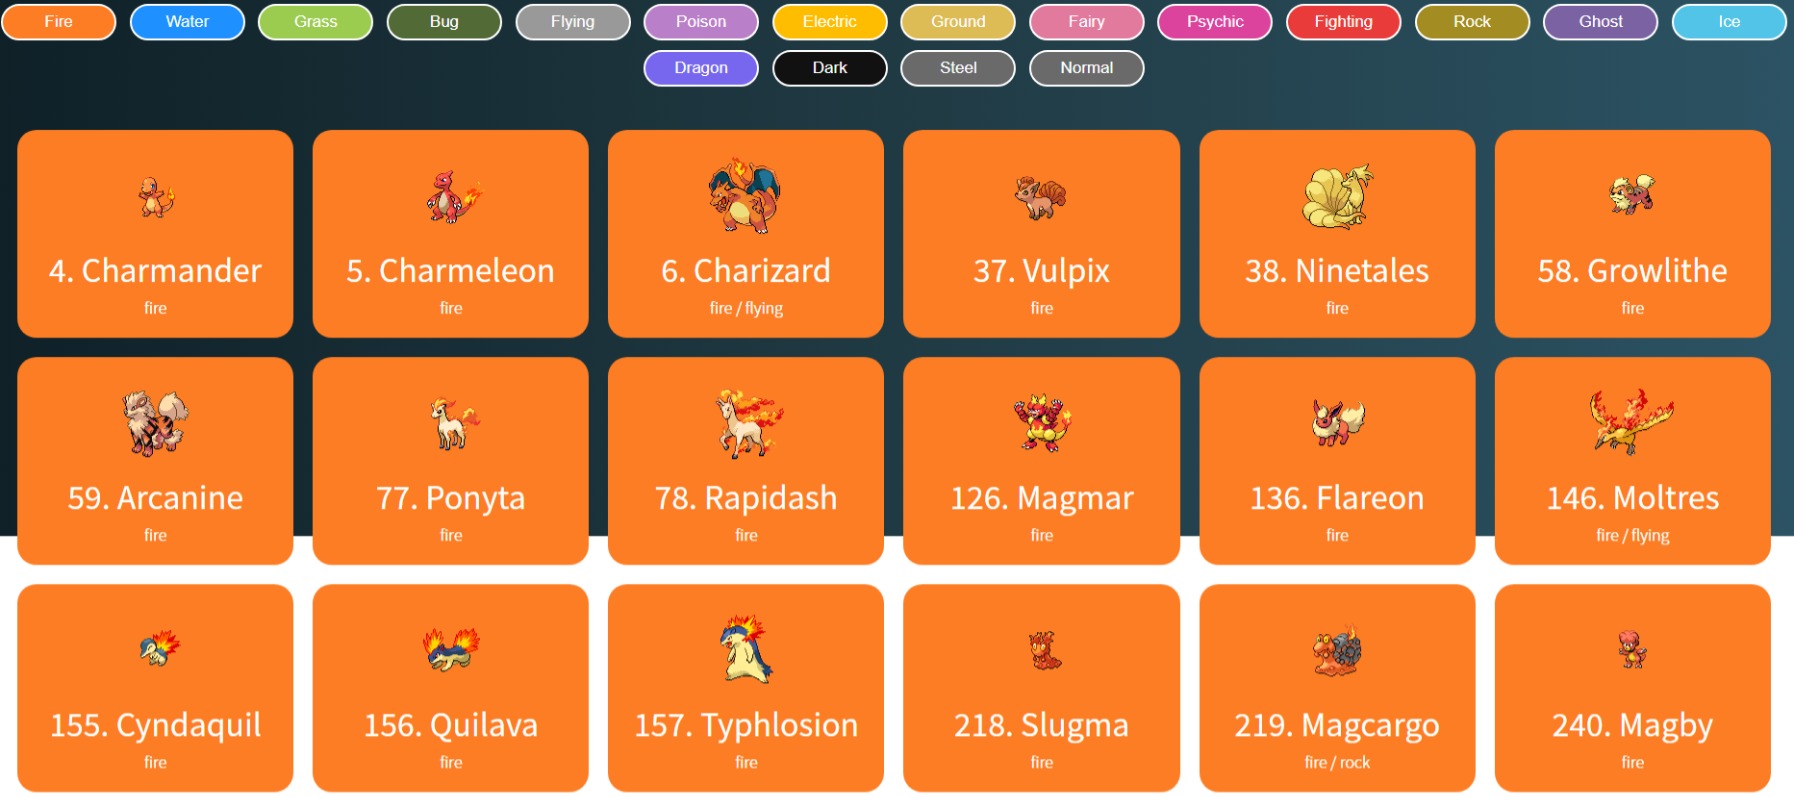 Fire Water Grass Bug Flying Poison Electric Ground Fairy Psychic Fighting Rock Ghost Ice
Dragon Dark Steel Normal
4. Charmander 5. Charmeleon 6. Charizard 37. Vulpix 38. Ninetales 58. Growlithe
fire fire fire / flying fire fire fire
59. Arcanine 77. Ponyta 78. Rapidash 126. Magmar 136. Flareon 146. Moltres
fire fire fire fire fire fire / flying
155. Cyndaquil 156. Quilava 157. Typhlosion 218. Slugma 219. Magcargo 240. Magby
fire fire fire fire fire / rock fire